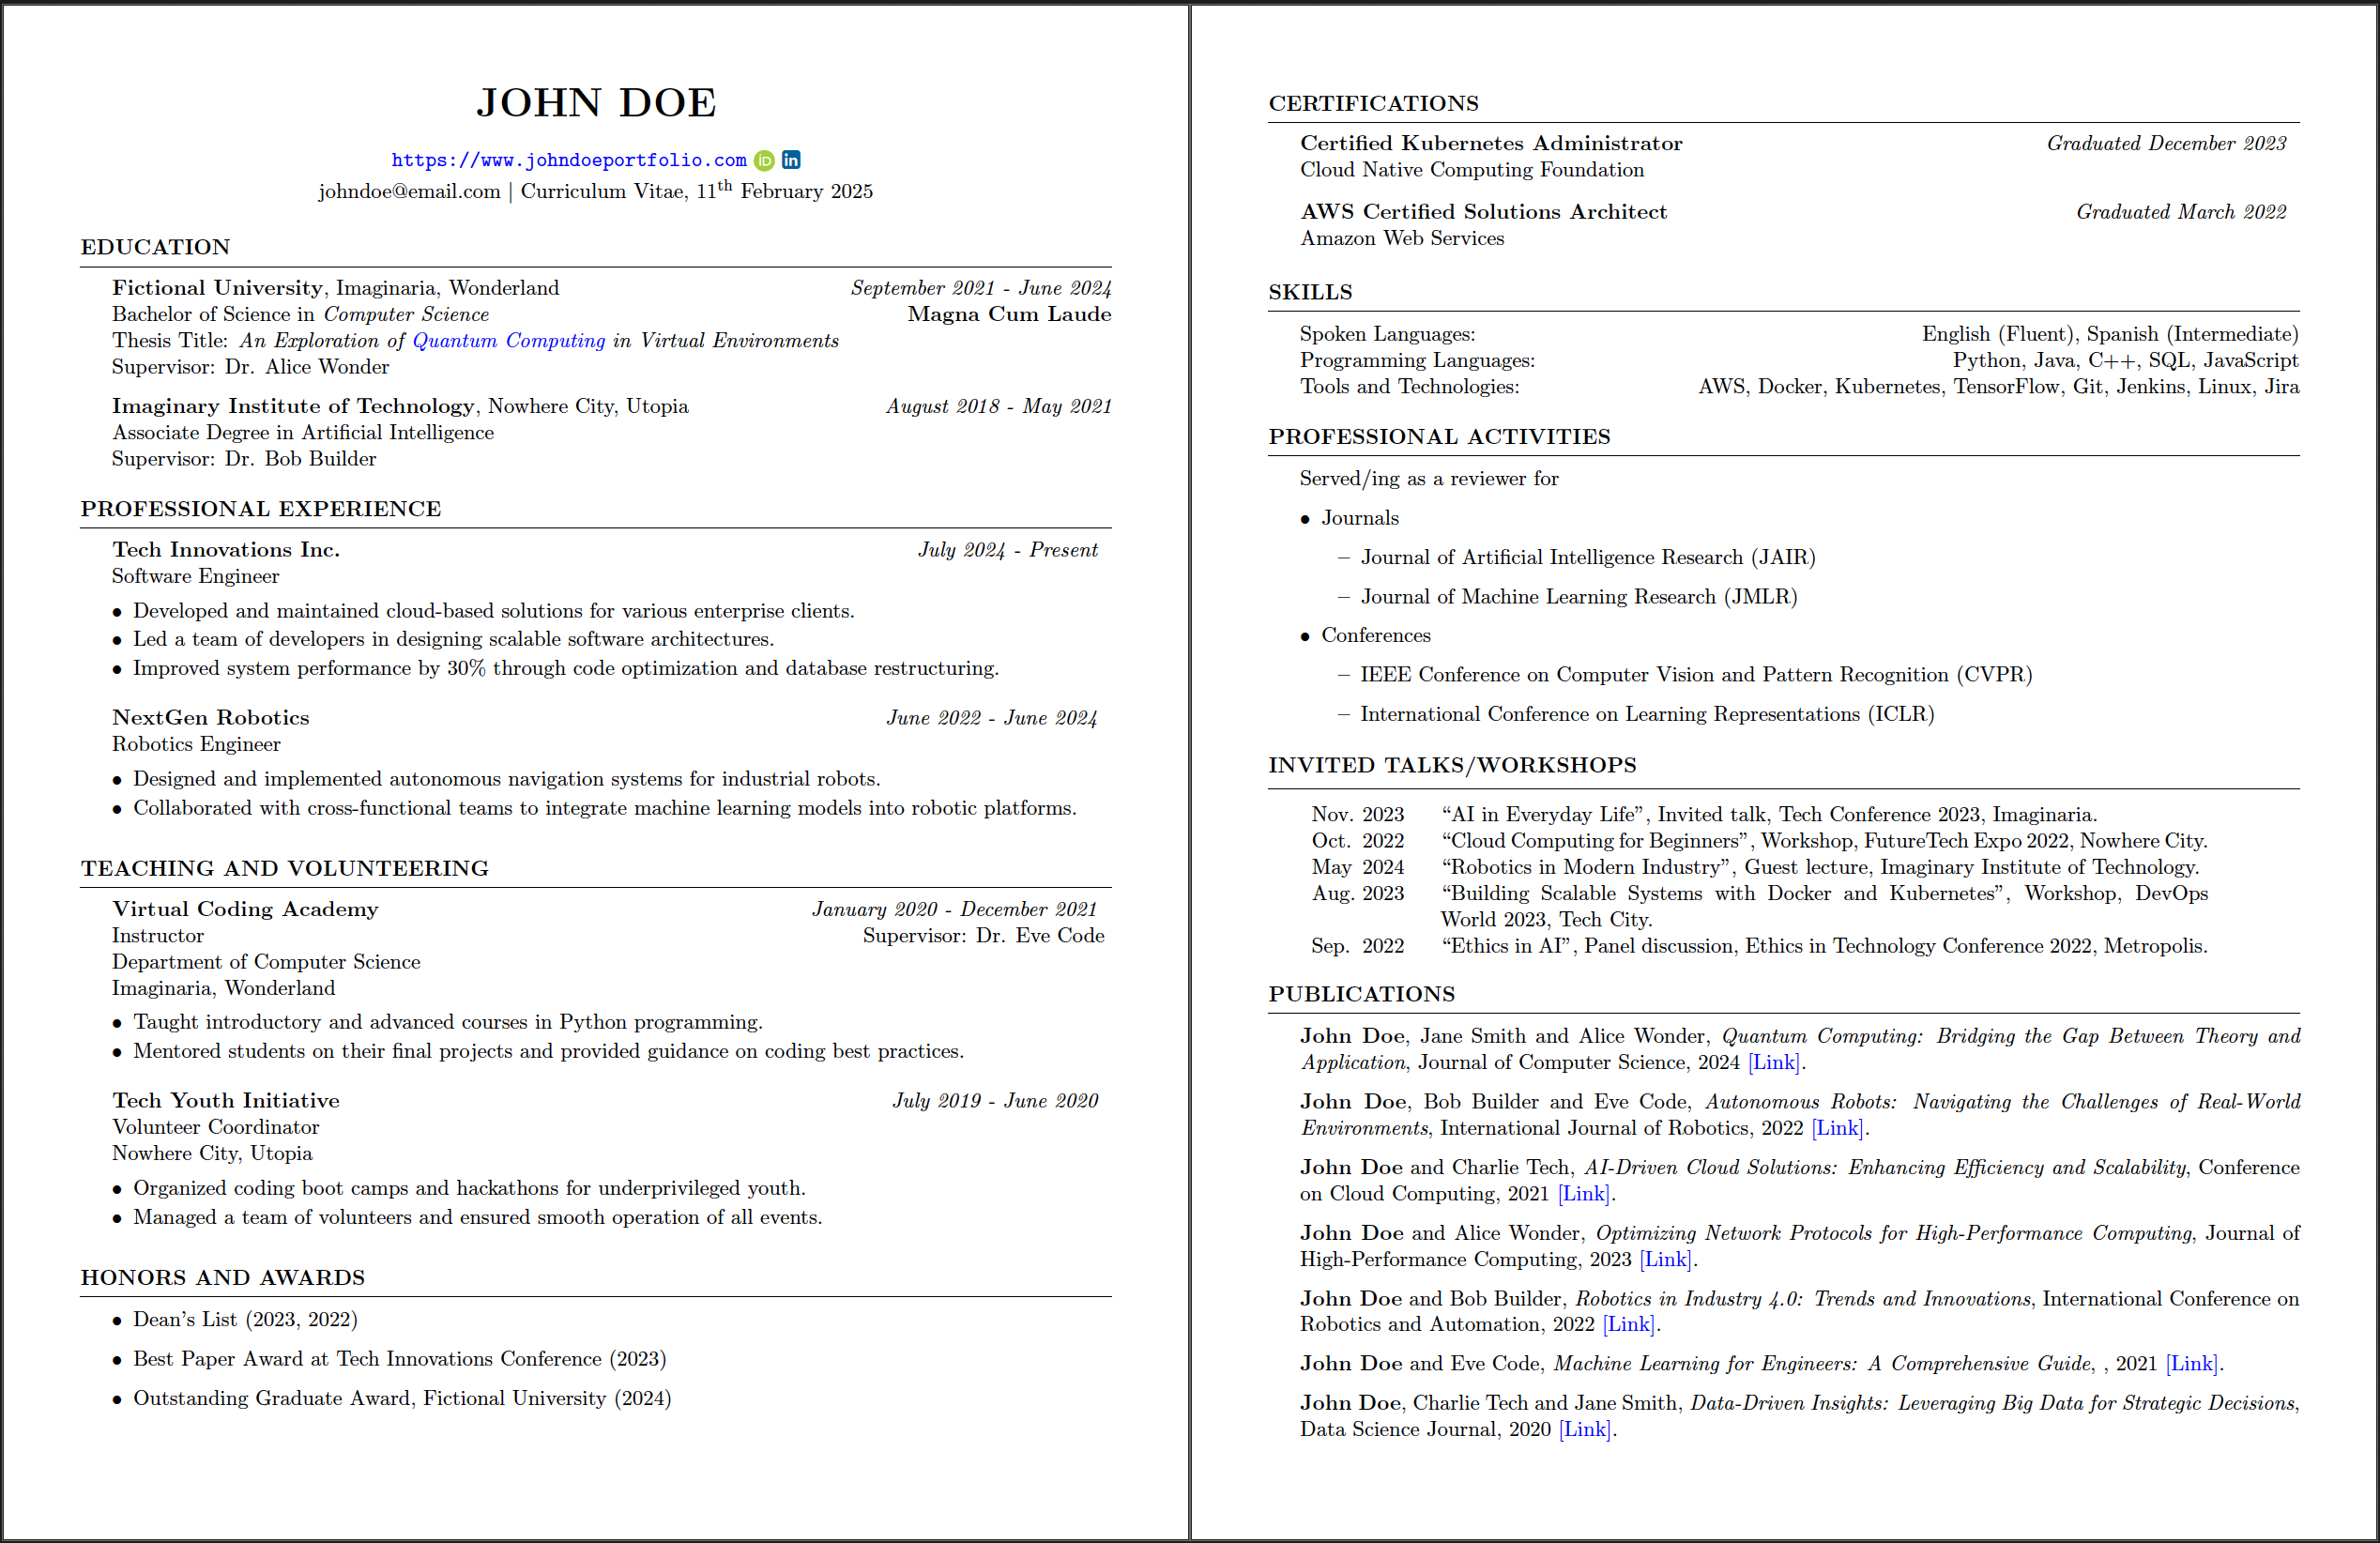 JOHN DOE
https://www.johndoeportfolio.com iD in
johndoe@email.com | Curriculum Vitae, 11th February 2025
EDUCATION
Fictional University, Imaginaria, Wonderland September 2021 - June 2024
Bachelor of Science in Computer Science Magna Cum Laude
Thesis Title: An Exploration of Quantum Computing in Virtual Environments
Supervisor: Dr. Alice Wonder
Imaginary Institute of Technology, Nowhere City, Utopia August 2018 - May 2021
Associate Degree in Artificial Intelligence
Supervisor: Dr. Bob Builder
PROFESSIONAL EXPERIENCE
Tech Innovations Inc. July 2024 - Present
Software Engineer
• Developed and maintained cloud-based solutions for various enterprise clients.
• Led a team of developers in designing scalable software architectures.
• Improved system performance by 30% through code optimization and database restructuring.
NextGen Robotics June 2022 - June 2024
Robotics Engineer
• Designed and implemented autonomous navigation systems for industrial robots.
• Collaborated with cross-functional teams to integrate machine learning models into robotic platforms.
TEACHING AND VOLUNTEERING
Virtual Coding Academy January 2020 - December 2021
Instructor Supervisor: Dr. Eve Code
Department of Computer Science
Imaginaria, Wonderland
• Taught introductory and advanced courses in Python programming.
• Mentored students on their final projects and provided guidance on coding best practices.
Tech Youth Initiative July 2019 - June 2020
Volunteer Coordinator
Nowhere City, Utopia
• Organized coding boot camps and hackathons for underprivileged youth.
• Managed a team of volunteers and ensured smooth operation of all events.
HONORS AND AWARDS
• Dean's List (2023, 2022)
• Best Paper Award at Tech Innovations Conference (2023)
• Outstanding Graduate Award, Fictional University (2024)
CERTIFICATIONS
Certified Kubernetes Administrator Graduated December 2023
Cloud Native Computing Foundation
AWS Certified Solutions Architect Graduated March 2022
Amazon Web Services
SKILLS
Spoken Languages: English (Fluent), Spanish (Intermediate)
Programming Languages: Python, Java, C++, SQL, JavaScript
Tools and Technologies: AWS, Docker, Kubernetes, TensorFlow, Git, Jenkins, Linux, Jira
PROFESSIONAL ACTIVITIES
Served/ing as a reviewer for
• Journals
– Journal of Artificial Intelligence Research (JAIR)
– Journal of Machine Learning Research (JMLR)
• Conferences
– IEEE Conference on Computer Vision and Pattern Recognition (CVPR)
– International Conference on Learning Representations (ICLR)
INVITED TALKS/WORKSHOPS
Nov. 2023 “AI in Everyday Life”, Invited talk, Tech Conference 2023, Imaginaria.
Oct. 2022 “Cloud Computing for Beginners”, Workshop, FutureTech Expo 2022, Nowhere City.
May 2024 “Robotics in Modern Industry”, Guest lecture, Imaginary Institute of Technology.
Aug. 2023 “Building Scalable Systems with Docker and Kubernetes”, Workshop, DevOps
World 2023, Tech City.
Sep. 2022 “Ethics in AI”, Panel discussion, Ethics in Technology Conference 2022, Metropolis.
PUBLICATIONS
John Doe, Jane Smith and Alice Wonder, Quantum Computing: Bridging the Gap Between Theory and
Application, Journal of Computer Science, 2024 [Link].
John Doe, Bob Builder and Eve Code, Autonomous Robots: Navigating the Challenges of Real-World
Environments, International Journal of Robotics, 2022 [Link].
John Doe and Charlie Tech, AI-Driven Cloud Solutions: Enhancing Efficiency and Scalability, Conference
on Cloud Computing, 2021 [Link].
John Doe and Alice Wonder, Optimizing Network Protocols for High-Performance Computing, Journal of
High-Performance Computing, 2023 [Link].
John Doe and Bob Builder, Robotics in Industry 4.0: Trends and Innovations, International Conference on
Robotics and Automation, 2022 [Link].
John Doe and Eve Code, Machine Learning for Engineers: A Comprehensive Guide, , 2021 [Link].
John Doe, Charlie Tech and Jane Smith, Data-Driven Insights: Leveraging Big Data for Strategic Decisions,
Data Science Journal, 2020 [Link].